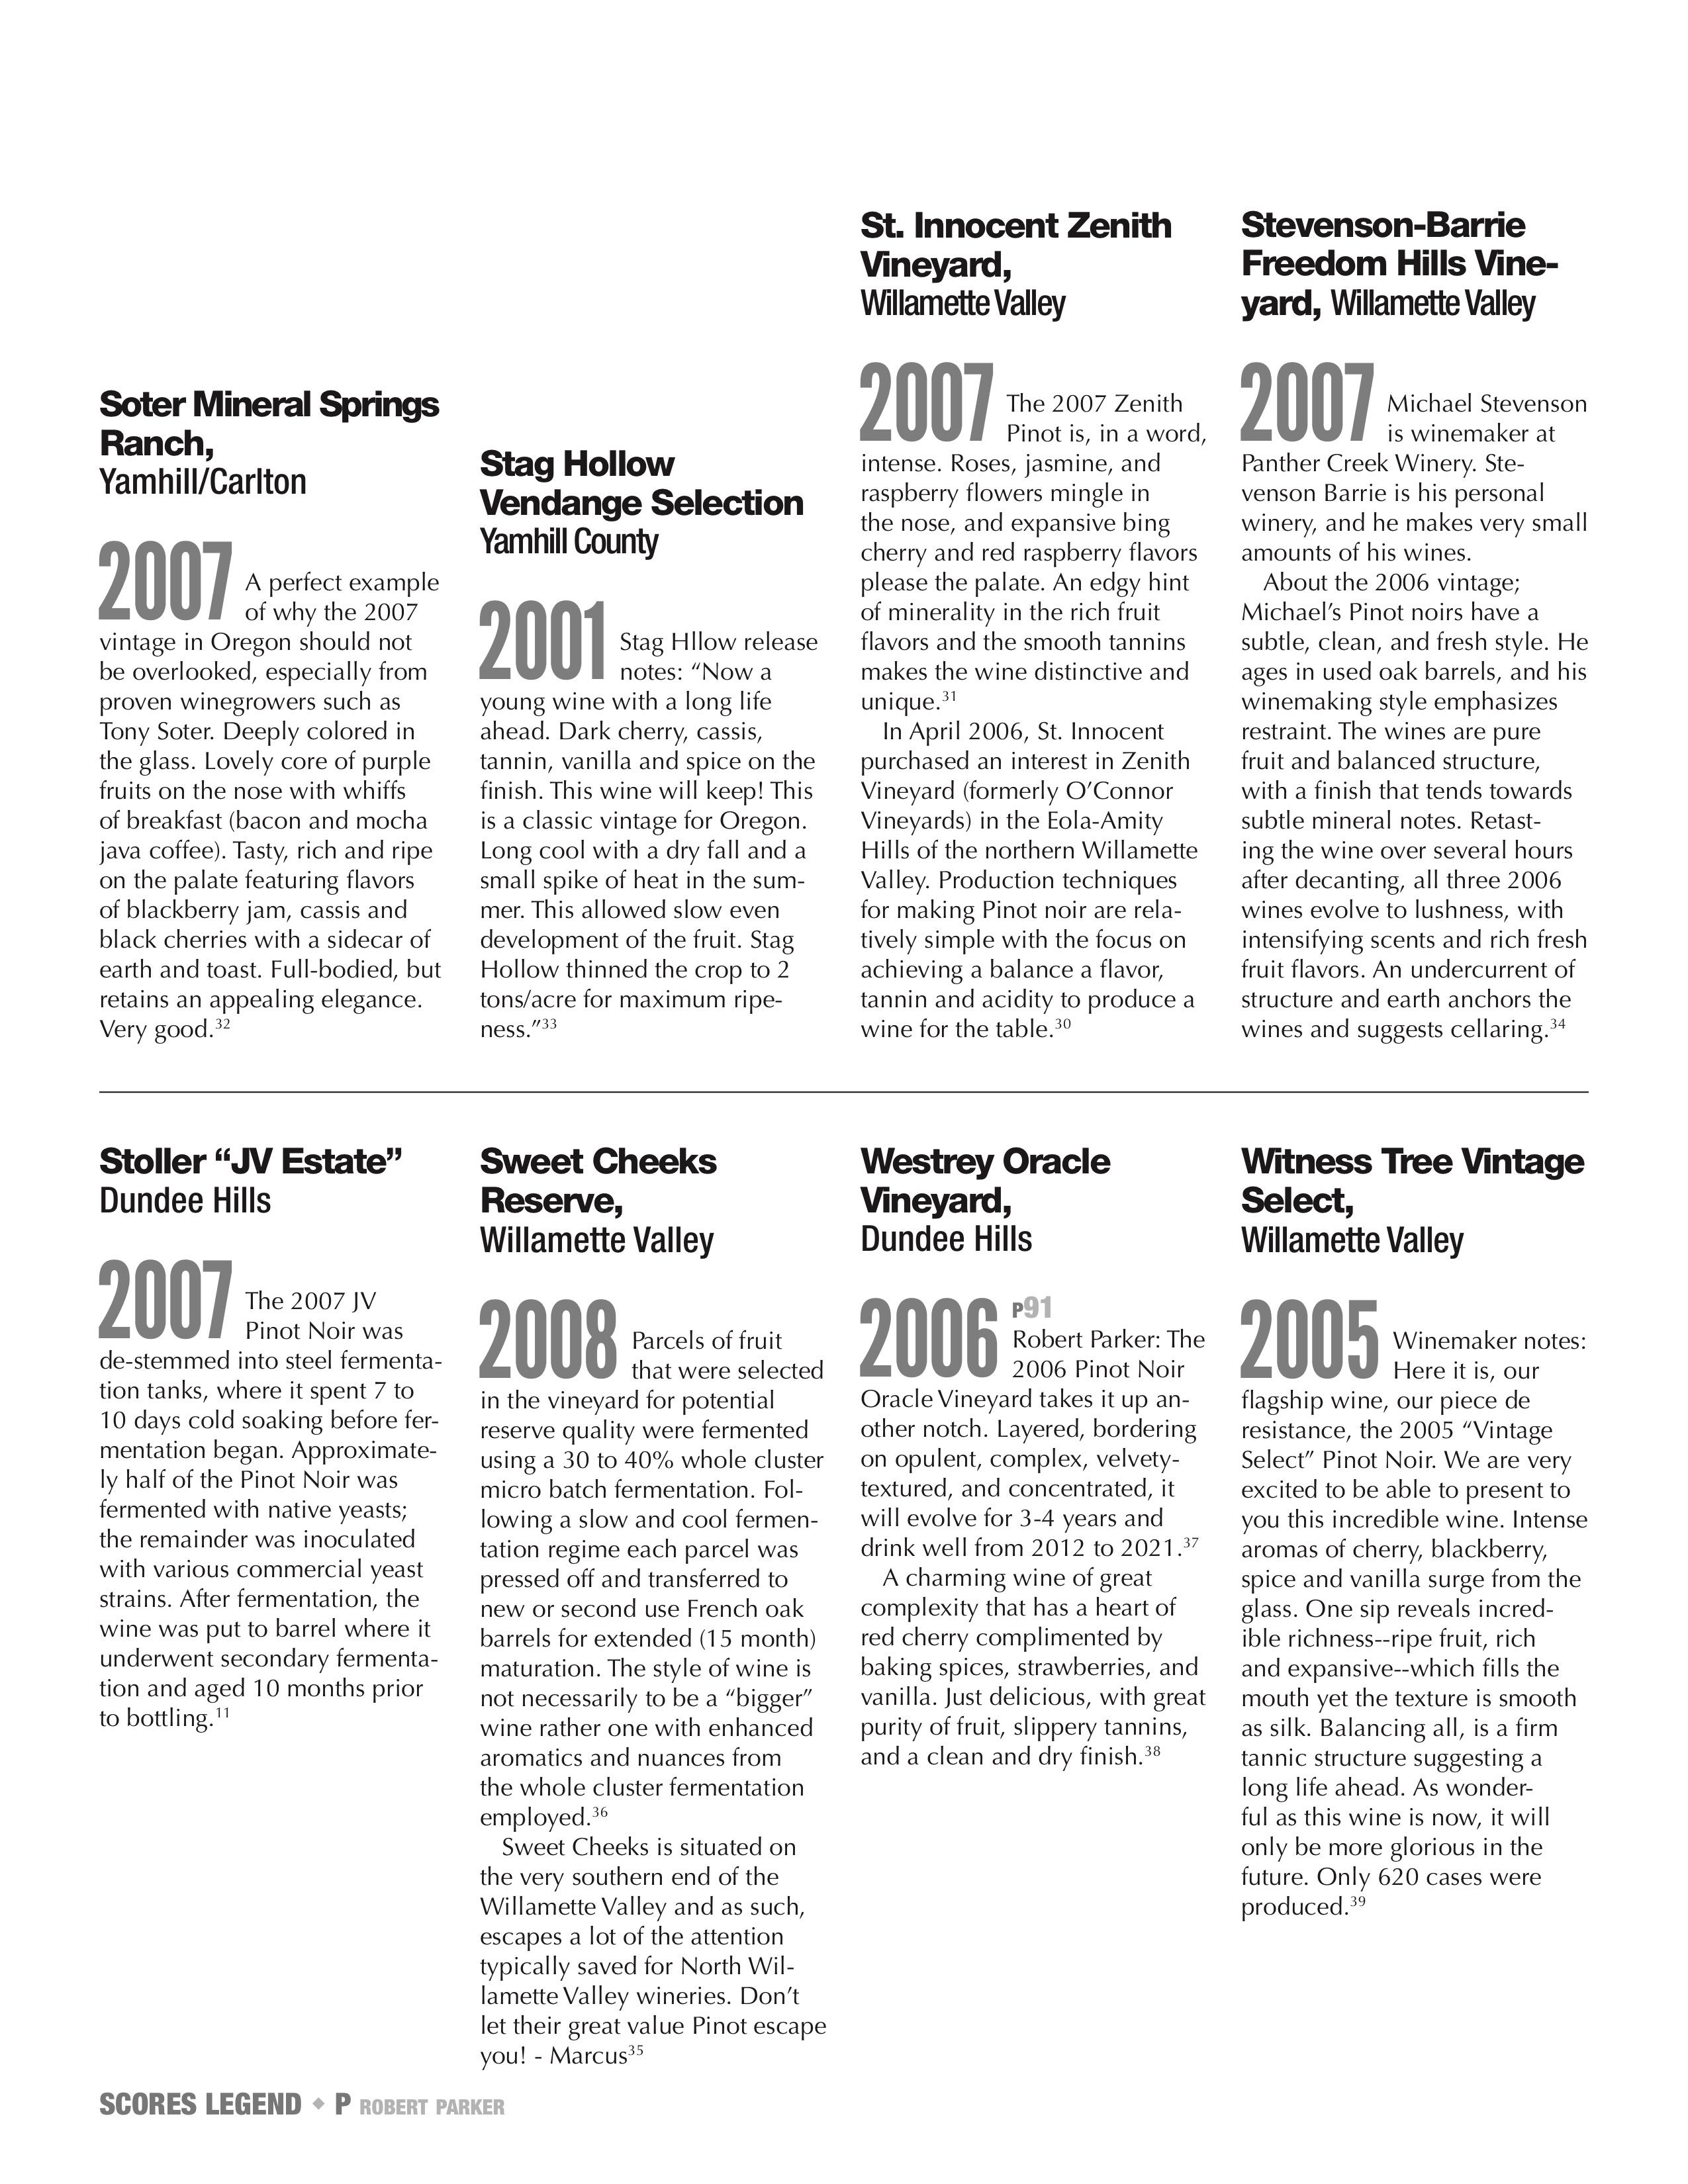 Soter Mineral Springs
Ranch,
Yamhill/Carlton
2007 A perfect example
of why the 2007
vintage in Oregon should not
be overlooked, especially from
proven winegrowers such as
Tony Soter. Deeply colored in
the glass. Lovely core of purple
fruits on the nose with whiffs
of breakfast (bacon and mocha
java coffee). Tasty, rich and ripe
on the palate featuring flavors
of blackberry jam, cassis and
black cherries with a sidecar of
earth and toast. Full-bodied, but
retains an appealing elegance.
Very good.32
Stag Hollow
Vendange Selection
Yamhill County
2001 Stag Hllow release
notes: “Now a
young wine with a long life
ahead. Dark cherry, cassis,
tannin, vanilla and spice on the
finish. This wine will keep! This
is a classic vintage for Oregon.
Long cool with a dry fall and a
small spike of heat in the sum-
mer. This allowed slow even
development of the fruit. Stag
Hollow thinned the crop to 2
tons/acre for maximum ripe-
ness.”33
St. Innocent Zenith
Vineyard,
Willamette Valley
2007 The 2007 Zenith
Pinot is, in a word,
intense. Roses, jasmine, and
raspberry flowers mingle in
the nose, and expansive bing
cherry and red raspberry flavors
please the palate. An edgy hint
of minerality in the rich fruit
flavors and the smooth tannins
makes the wine distinctive and
unique.31
In April 2006, St. Innocent
purchased an interest in Zenith
Vineyard (formerly O’Connor
Vineyards) in the Eola-Amity
Hills of the northern Willamette
Valley. Production techniques
for making Pinot noir are rela-
tively simple with the focus on
achieving a balance a flavor,
tannin and acidity to produce a
wine for the table.30
Stevenson-Barrie
Freedom Hills Vine-
yard, Willamette Valley
2007 Michael Stevenson
is winemaker at
Panther Creek Winery. Ste-
venson Barrie is his personal
winery, and he makes very small
amounts of his wines.
About the 2006 vintage;
Michael’s Pinot noirs have a
subtle, clean, and fresh style. He
ages in used oak barrels, and his
winemaking style emphasizes
restraint. The wines are pure
fruit and balanced structure,
with a finish that tends towards
subtle mineral notes. Retast-
ing the wine over several hours
after decanting, all three 2006
wines evolve to lushness, with
intensifying scents and rich fresh
fruit flavors. An undercurrent of
structure and earth anchors the
wines and suggests cellaring.34
Stoller “JV Estate”
Dundee Hills
2007 The 2007 JV
Pinot Noir was
de-stemmed into steel fermenta-
tion tanks, where it spent 7 to
10 days cold soaking before fer-
mentation began. Approximate-
ly half of the Pinot Noir was
fermented with native yeasts;
the remainder was inoculated
with various commercial yeast
strains. After fermentation, the
wine was put to barrel where it
underwent secondary fermenta-
tion and aged 10 months prior
to bottling.11
Sweet Cheeks
Reserve,
Willamette Valley
2008 Parcels of fruit
that were selected
in the vineyard for potential
reserve quality were fermented
using a 30 to 40% whole cluster
micro batch fermentation. Fol-
lowing a slow and cool fermen-
tation regime each parcel was
pressed off and transferred to
new or second use French oak
barrels for extended (15 month)
maturation. The style of wine is
not necessarily to be a “bigger”
wine rather one with enhanced
aromatics and nuances from
the whole cluster fermentation
employed.36
Sweet Cheeks is situated on
the very southern end of the
Willamette Valley and as such,
escapes a lot of the attention
typically saved for North Wil-
lamette Valley wineries. Don’t
let their great value Pinot escape
you! - Marcus35
Westrey Oracle
Vineyard,
Dundee Hills
2006 P91
Robert Parker: The
2006 Pinot Noir
Oracle Vineyard takes it up an-
other notch. Layered, bordering
on opulent, complex, velvety-
textured, and concentrated, it
will evolve for 3-4 years and
drink well from 2012 to 2021.37
A charming wine of great
complexity that has a heart of
red cherry complimented by
baking spices, strawberries, and
vanilla. Just delicious, with great
purity of fruit, slippery tannins,
and a clean and dry finish.38
Witness Tree Vintage
Select,
Willamette Valley
2005 Winemaker notes:
Here it is, our
flagship wine, our piece de
resistance, the 2005 “Vintage
Select” Pinot Noir. We are very
excited to be able to present to
you this incredible wine. Intense
aromas of cherry, blackberry,
spice and vanilla surge from the
glass. One sip reveals incred-
ible richness--ripe fruit, rich
and expansive--which fills the
mouth yet the texture is smooth
as silk. Balancing all, is a firm
tannic structure suggesting a
long life ahead. As wonder-
ful as this wine is now, it will
only be more glorious in the
future. Only 620 cases were
produced.39
SCORES LEGEND ◆ P ROBERT PARKER